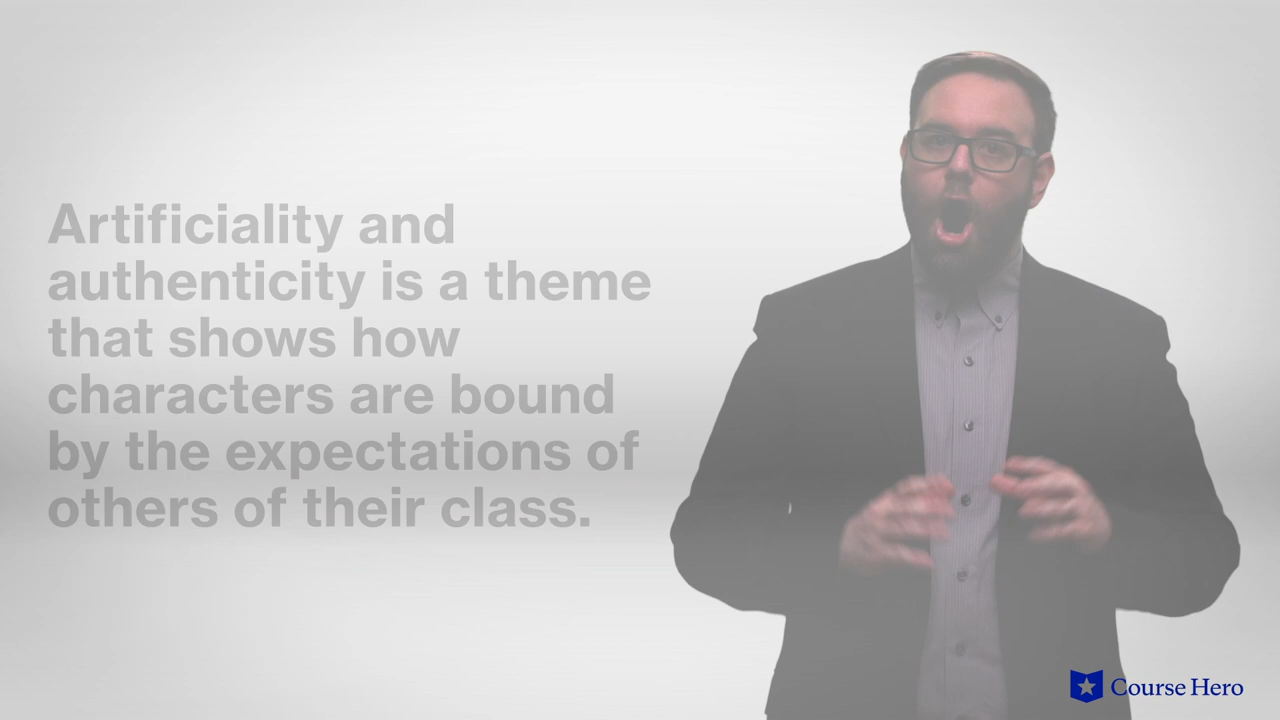 Artificiality and
authenticity is a theme
that shows how
characters are bound
by the expectations of
others of their class.
Course Hero